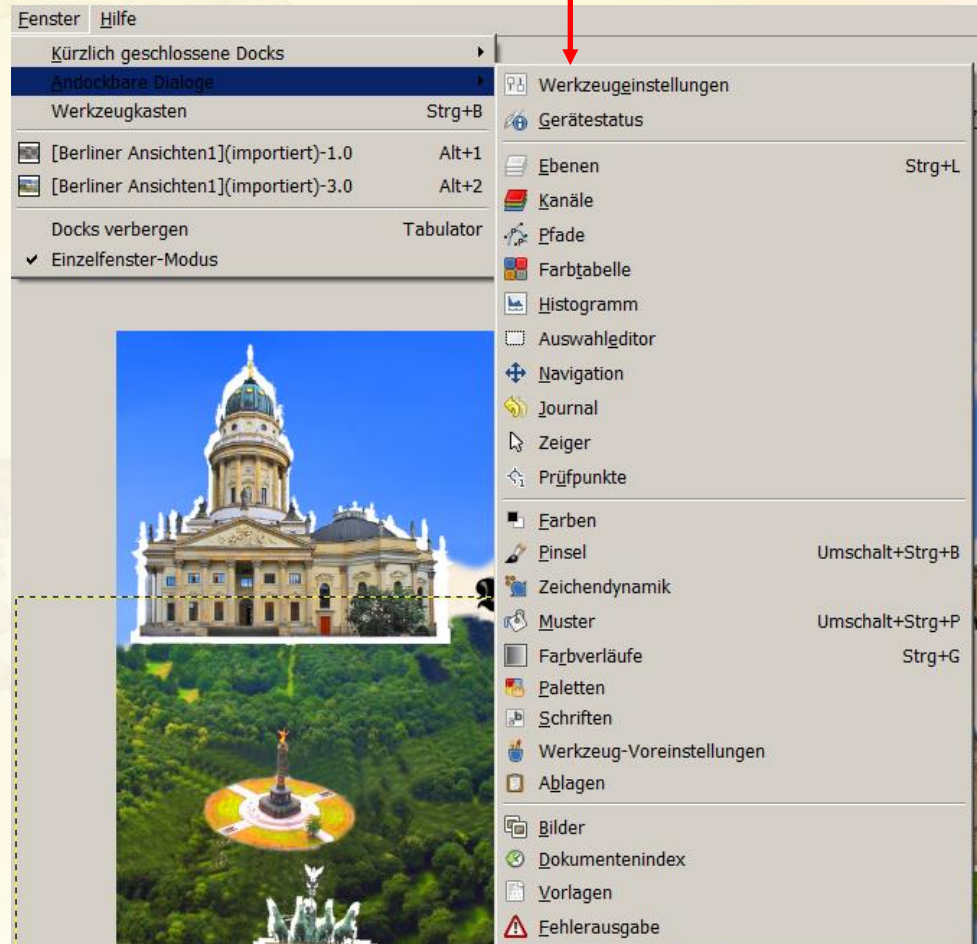 Fenster Hilfe
Kürzlich geschlossene Docks
Andockbare Dialoge
Werkzeugkasten Strg+B
[Berliner Ansichten1](importiert)-1.0 Alt+1
[Berliner Ansichten1](importiert)-3.0 Alt+2
Docks verbergen Tabulator
Einzelfenster-Modus
Werkzeugeinstellungen
Gerätestatus
Ebenen Strg+L
Kanäle
Pfade
Farbtabelle
Histogramm
Auswahleditor
Navigation
Journal
Zeiger
Prüfpunkte
Farben
Pinsel Umschalt+Strg+B
Zeichendynamik
Muster Umschalt+Strg+P
Farbverläufe Strg+G
Paletten
Schriften
Werkzeug-Voreinstellungen
Ablagen
Bilder
Dokumentenindex
Vorlagen
Fehlerausgabe